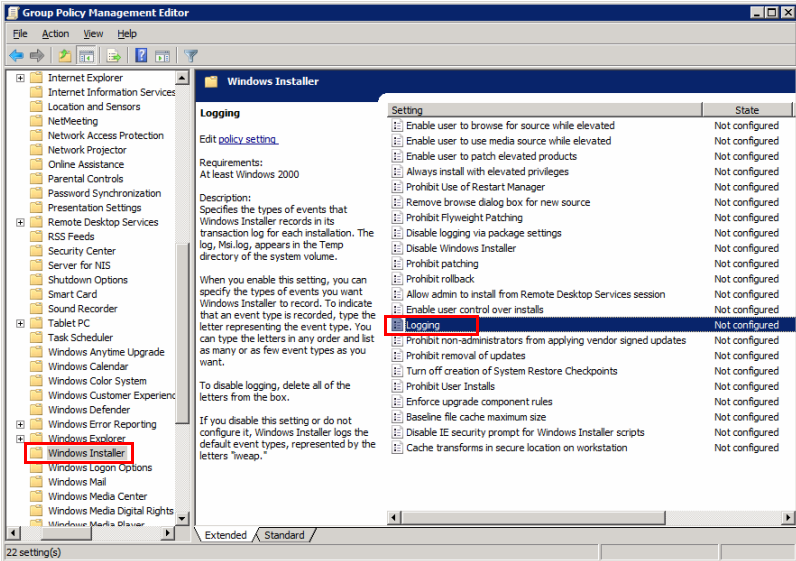 Group Policy Management Editor
File Action View Help
Internet Explorer
Internet Information Services
Location and Sensors
NetMeeting
Network Access Protection
Network Projector
Online Assistance
Parental Controls
Password Synchronization
Presentation Settings
Remote Desktop Services
RSS Feeds
Security Center
Server for NIS
Shutdown Options
Smart Card
Sound Recorder
Tablet PC
Task Scheduler
Windows Anytime Upgrade
Windows Calendar
Windows Color System
Windows Customer Experienc
Windows Defender
Windows Error Reporting
Windows Explorer
Windows Installer
Windows Logon Options
Windows Mail
Windows Media Center
Windows Media Digital Rights
Windows Media Player
Windows Installer
Logging
Edit policy setting
Requirements:
At least Windows 2000
Description:
Specifies the types of events that
Windows Installer records in its
transaction log for each installation. The
log, Msi.log, appears in the Temp
directory of the system volume.
When you enable this setting, you can
specify the types of events you want
Windows Installer to record. To indicate
that an event type is recorded, type the
letter representing the event type. You
can type the letters in any order and list
as many or as few event types as you
want.
To disable logging, delete all of the
letters from the box.
If you disable this setting or do not
configure it, Windows Installer logs the
default event types, represented by the
letters "iweap."
Setting State
Enable user to browse for source while elevated Not configured
Enable user to use media source while elevated Not configured
Enable user to patch elevated products Not configured
Always install with elevated privileges Not configured
Prohibit Use of Restart Manager Not configured
Remove browse dialog box for new source Not configured
Prohibit Flyweight Patching Not configured
Disable logging via package settings Not configured
Disable Windows Installer Not configured
Prohibit patching Not configured
Prohibit rollback Not configured
Allow admin to install from Remote Desktop Services session Not configured
Enable user control over installs Not configured
Logging Not configured
Prohibit non-administrators from applying vendor signed updates Not configured
Prohibit removal of updates Not configured
Turn off creation of System Restore Checkpoints Not configured
Prohibit User Installs Not configured
Enforce upgrade component rules Not configured
Baseline file cache maximum size Not configured
Disable IE security prompt for Windows Installer scripts Not configured
Cache transforms in secure location on workstation Not configured
Extended Standard
22 setting(s)